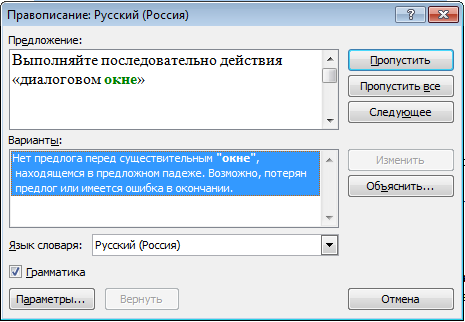 Правописание: Русский (Россия)
Предложение:
Выполняйте последовательно действия
«диалоговом окне»
Пропустить
Пропустить все
Следующее
Варианты:
Нет предлога перед существительным "окне",
находящемся в предложном падеже. Возможно, потерян
предлог или имеется ошибка в окончании.
Изменить
Объяснить...
Язык словаря: Русский (Россия)
Грамматика
Параметры... Вернуть Отмена